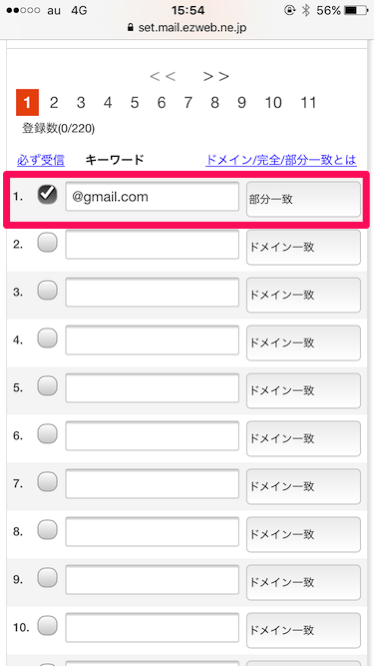 au 4G 15:54 56%
set.mail.ezweb.ne.jp
<< >>
1 2 3 4 5 6 7 8 9 10 11
登録数(0/220)
必ず受信 キーワード ドメイン/完全/部分一致とは
1. @gmail.com 部分一致
2. ドメイン一致
3. ドメイン一致
4. ドメイン一致
5. ドメイン一致
6. ドメイン一致
7. ドメイン一致
8. ドメイン一致
9. ドメイン一致
10. ドメイン一致